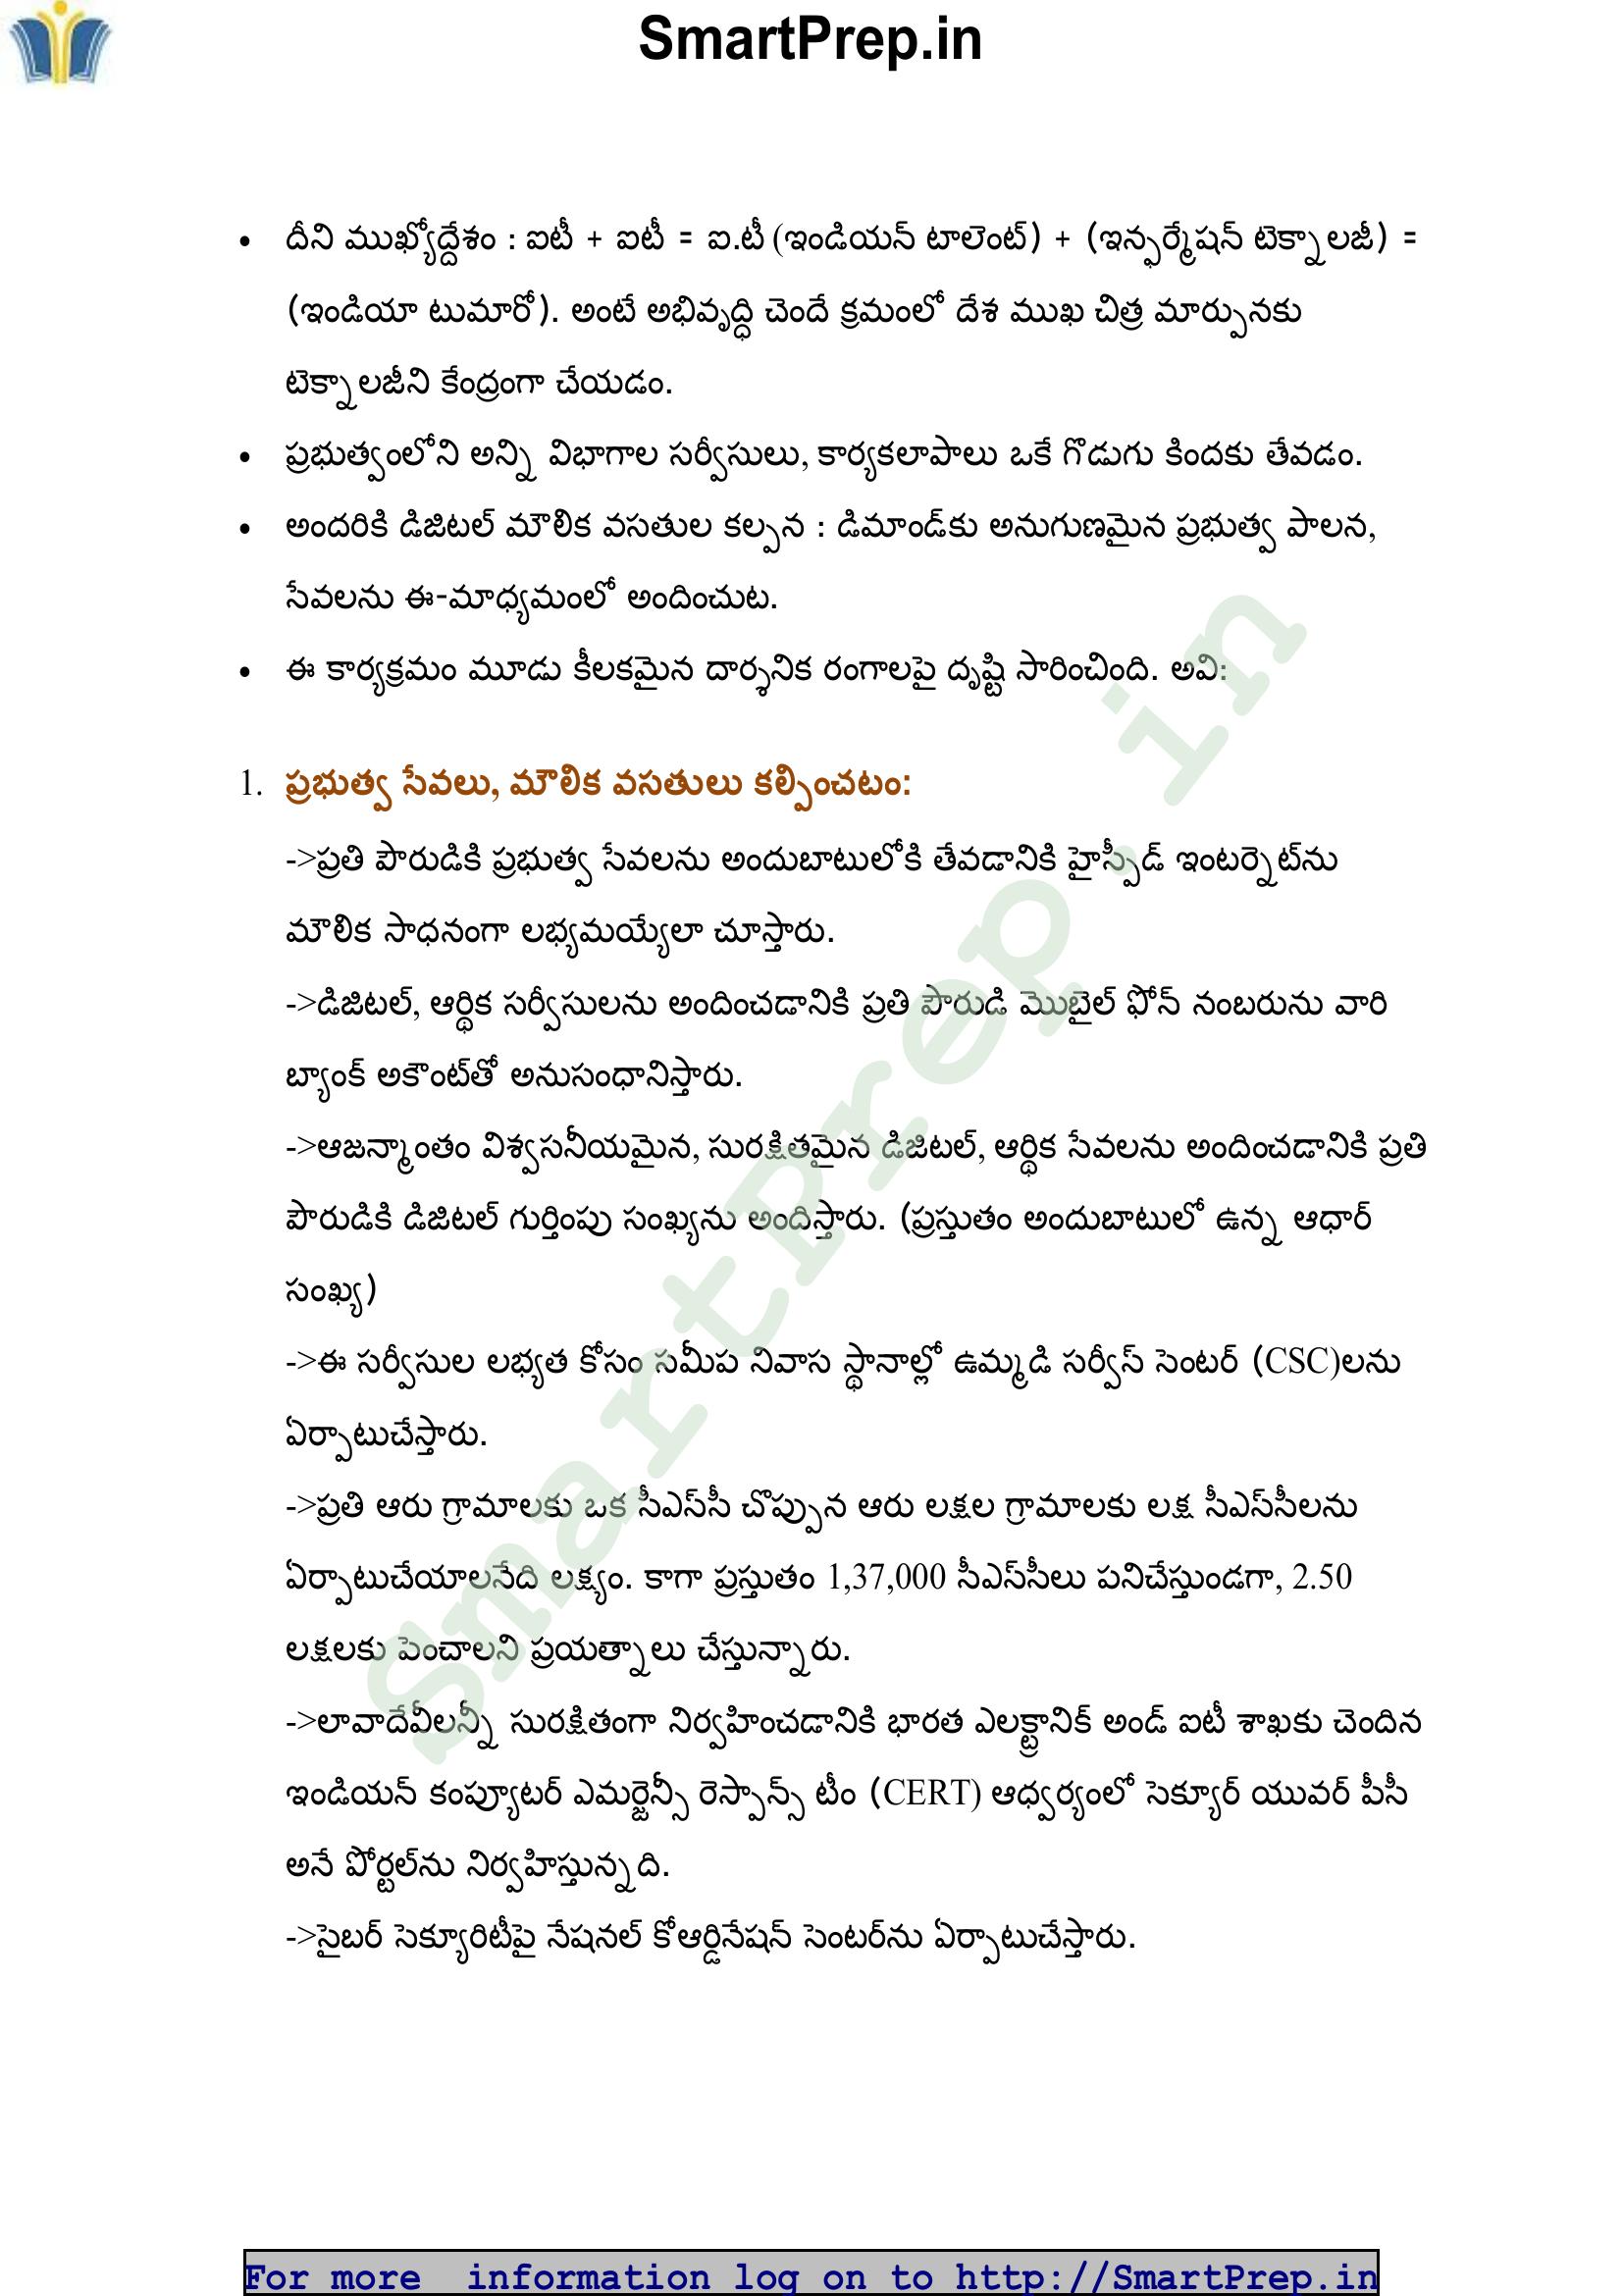 SmartPrep.in
• దీని ముఖ్యోద్దేశం : ఐటీ + ఐటీ = ఐ.టీ (ఇండియన్ టాలెంట్) + (ఇన్ఫర్మేషన్ టెక్నాలజీ) =
(ఇండియా టుమారో). అంటే అభివృద్ధి చెందే క్రమంలో దేశ ముఖ చిత్ర మార్పునకు
టెక్నాలజీని కేంద్రంగా చేయడం.
• ప్రభుత్వంలోని అన్ని విభాగాల సర్వీసులు, కార్యకలాపాలు ఒకే గొడుగు కిందకు తేవడం.
• అందరికి డిజిటల్ మౌలిక వసతుల కల్పన : డిమాండ్‌కు అనుగుణమైన ప్రభుత్వ పాలన,
సేవలను ఈ-మాధ్యమంలో అందించుట.
• ఈ కార్యక్రమం మూడు కీలకమైన దార్శనిక రంగాలపై దృష్టి సారించింది. అవి:
1. ప్రభుత్వ సేవలు, మౌలిక వసతులు కల్పించటం:
->ప్రతి పౌరుడికి ప్రభుత్వ సేవలను అందుబాటులోకి తేవడానికి హైస్పీడ్ ఇంటర్నెట్‌ను
మౌలిక సాధనంగా లభ్యమయ్యేలా చూస్తారు.
->డిజిటల్, ఆర్థిక సర్వీసులను అందించడానికి ప్రతి పౌరుడి మొబైల్ ఫోన్ నంబరును వారి
బ్యాంక్ అకౌంట్‌తో అనుసంధానిస్తారు.
->ఆజన్మాంతం విశ్వసనీయమైన, సురక్షితమైన డిజిటల్, ఆర్థిక సేవలను అందించడానికి ప్రతి
పౌరుడికి డిజిటల్ గుర్తింపు సంఖ్యను అందిస్తారు. (ప్రస్తుతం అందుబాటులో ఉన్న ఆధార్
సంఖ్య)
->ఈ సర్వీసుల లభ్యత కోసం సమీప నివాస స్థానాల్లో ఉమ్మడి సర్వీస్ సెంటర్ (CSC)లను
ఏర్పాటుచేస్తారు.
->ప్రతి ఆరు గ్రామాలకు ఒక సీఎస్‌సీ చొప్పున ఆరు లక్షల గ్రామాలకు లక్ష సీఎస్‌సీలను
ఏర్పాటుచేయాలనేది లక్ష్యం. కాగా ప్రస్తుతం 1,37,000 సీఎస్‌సీలు పనిచేస్తుండగా, 2.50
లక్షలకు పెంచాలని ప్రయత్నాలు చేస్తున్నారు.
->లావాదేవీలన్నీ సురక్షితంగా నిర్వహించడానికి భారత ఎలక్ట్రానిక్ అండ్ ఐటీ శాఖకు చెందిన
ఇండియన్ కంప్యూటర్ ఎమర్జెన్సీ రెస్పాన్స్ టీం (CERT) ఆధ్వర్యంలో సెక్యూర్ యువర్ పీసీ
అనే పోర్టల్‌ను నిర్వహిస్తున్నది.
->సైబర్ సెక్యూరిటీపై నేషనల్ కోఆర్డినేషన్ సెంటర్‌ను ఏర్పాటుచేస్తారు.
SmartPrep.in
For more information log on to http://SmartPrep.in